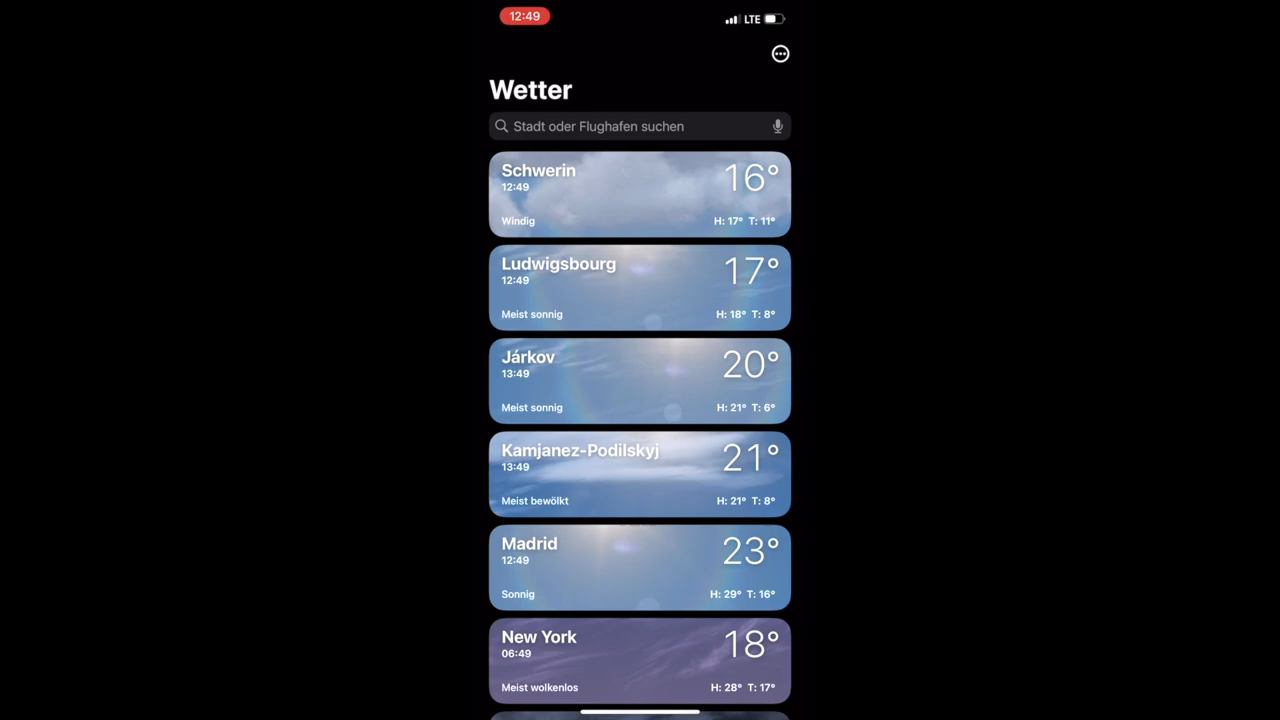 12:49
LTE
Wetter
Stadt oder Flughafen suchen
Schwerin
16°
12:49
Windig
H: 17° T: 11°
Ludwigsbourg
17°
12:49
Meist sonnig
H: 18° T: 8°
Járkov
20°
13:49
Meist sonnig
H: 21° T: 6°
Kamjanez-Podilskyj
21°
13:49
Meist bewölkt
H: 21° T: 8°
Madrid
23°
12:49
Sonnig
H: 29° T: 16°
New York
18°
06:49
Meist wolkenlos
H: 28° T: 17°